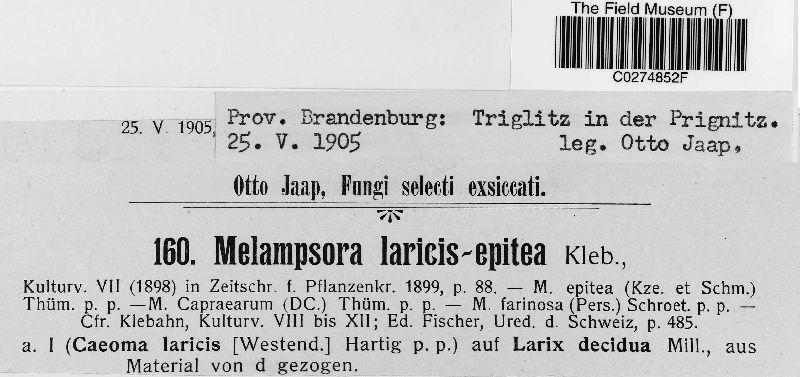 The Field Museum (F)
C0274852F
25. V. 1905,
Prov. Brandenburg: Triglitz in der Prignitz.
25. V. 1905 leg. Otto Jaap.
Otto Jaap, Fungi selecti exsiccati.
160. Melampsora laricis-epitea Kleb.,
Kulturv. VII (1898) in Zeitschr. f. Pflanzenkr. 1899, p. 88. — M. epitea (Kze. et Schm.)
Thüm. p. p. —M. Capraearum (DC.) Thüm. p. p. — M. farinosa (Pers.) Schroet. p. p. —
Cfr. Klebahn, Kulturv. VIII bis XII; Ed. Fischer, Ured. d. Schweiz, p. 485.
a. I (Caeoma laricis [Westend.] Hartig p. p.) auf Larix decidua Mill., aus
Material von d gezogen.